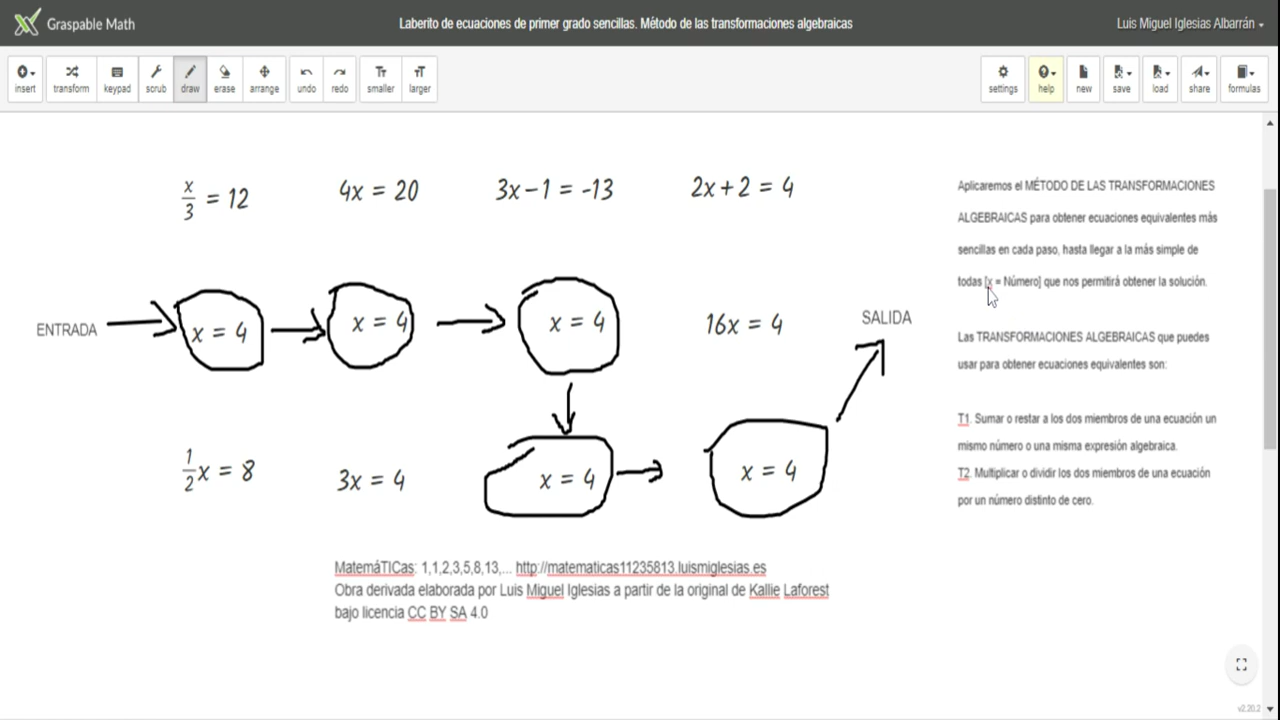 Graspable Math
Laberito de ecuaciones de primer grado sencillas. Método de las transformaciones algebraicas
Luis Miguel Iglesias Albarrán
insert transform keypad scrub draw erase arrange undo redo smaller larger settings help new save load share formulas
x/3 = 12
4x = 20
3x − 1 = -13
2x + 2 = 4
ENTRADA
x = 4
x = 4
x = 4
16x = 4
SALIDA
1/2 x = 8
3x = 4
x = 4
x = 4
Aplicaremos el MÉTODO DE LAS TRANSFORMACIONES
ALGEBRAICAS para obtener ecuaciones equivalentes más
sencillas en cada paso, hasta llegar a la más simple de
todas [x = Número] que nos permitirá obtener la solución.
Las TRANSFORMACIONES ALGEBRAICAS que puedes
usar para obtener ecuaciones equivalentes son:
T1. Sumar o restar a los dos miembros de una ecuación un
mismo número o una misma expresión algebraica.
T2. Multiplicar o dividir los dos miembros de una ecuación
por un número distinto de cero.
MatemáTICas: 1,1,2,3,5,8,13,... http://matematicas11235813.luismiglesias.es
Obra derivada elaborada por Luis Miguel Iglesias a partir de la original de Kallie Laforest
bajo licencia CC BY SA 4.0
v2.20.2